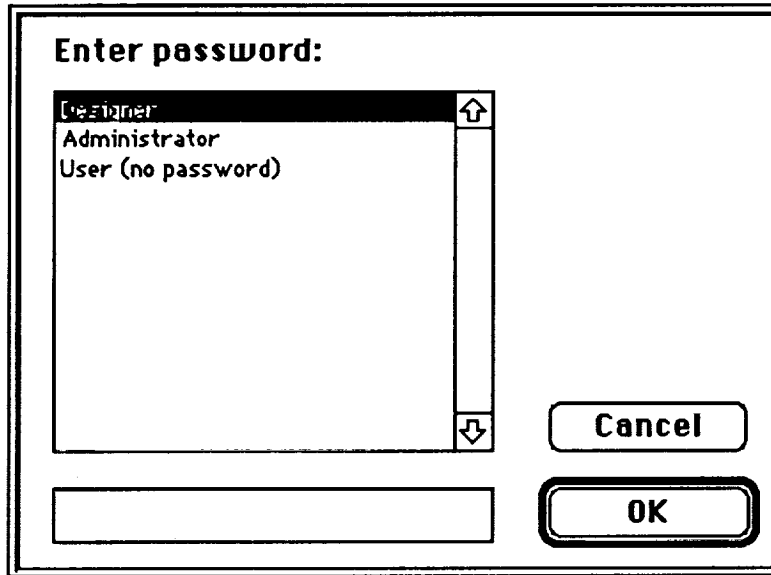 Enter password:
Designer
Administrator
User (no password)
Cancel
OK